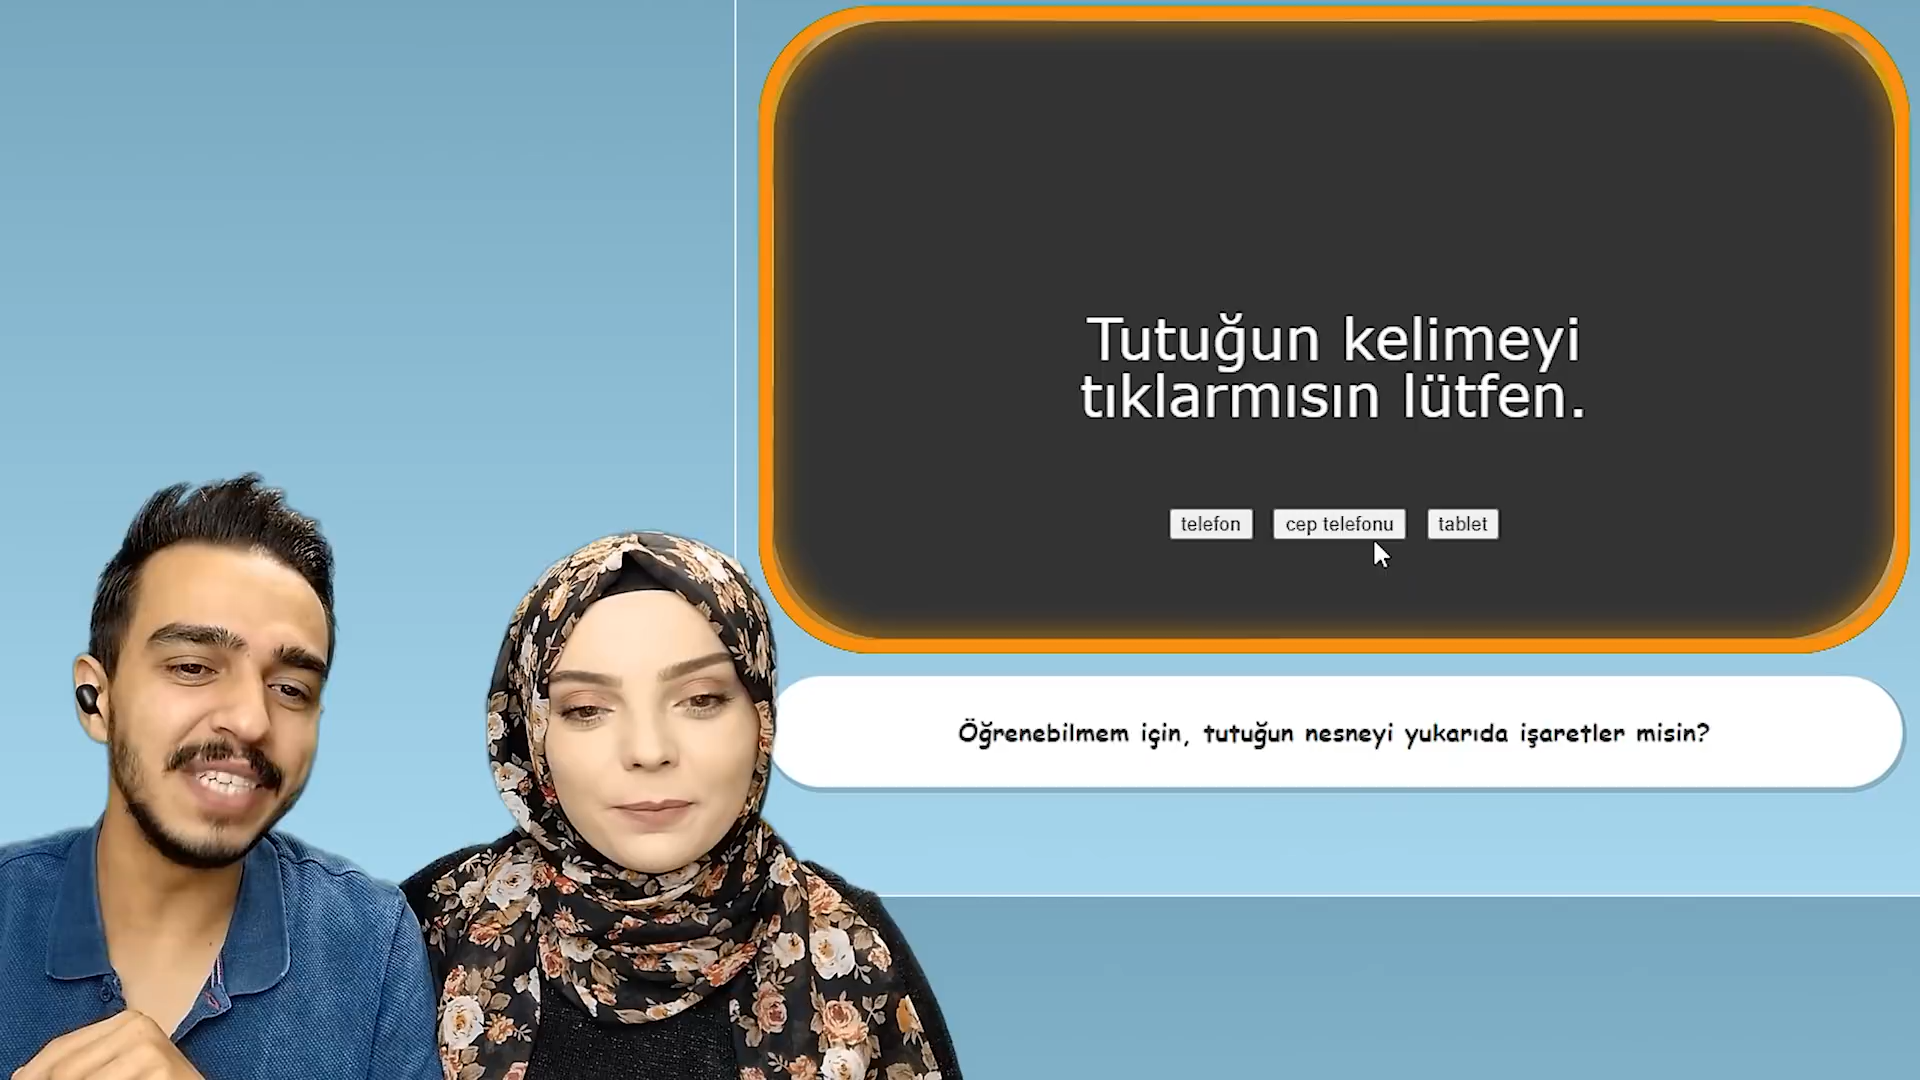 Tutuğun kelimeyi
tıklarmısın lütfen.
telefon cep telefonu tablet
Öğrenebilmem için, tutuğun nesneyi yukarıda işaretler misin?